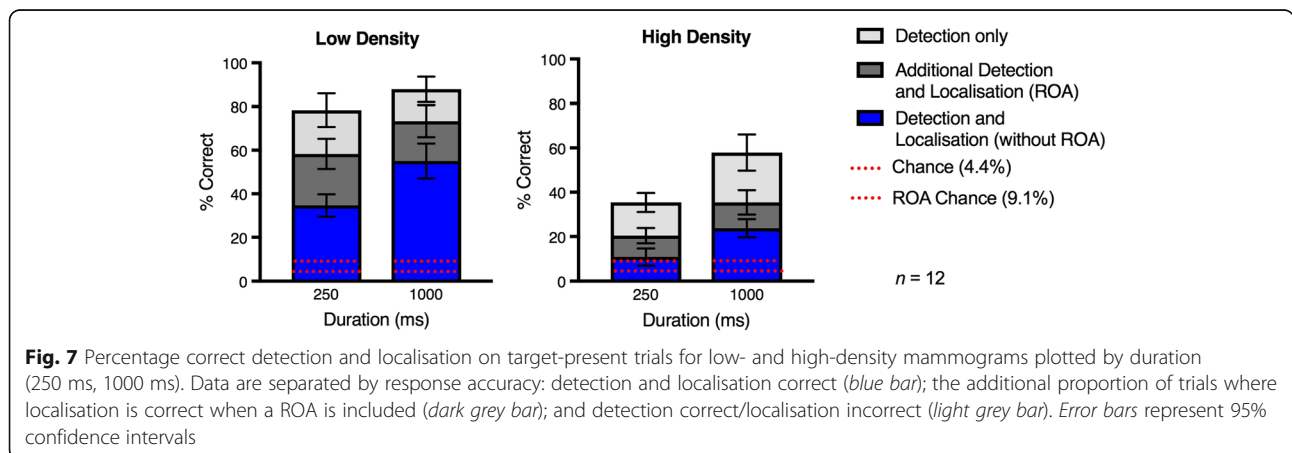 Low Density
100
80
60
40
20
0
% Correct
250
1000
Duration (ms)
High Density
100
80
60
40
20
0
% Correct
250
1000
Duration (ms)
Detection only
Additional Detection
and Localisation (ROA)
Detection and
Localisation (without ROA)
Chance (4.4%)
ROA Chance (9.1%)
n = 12
Fig. 7 Percentage correct detection and localisation on target-present trials for low- and high-density mammograms plotted by duration
(250 ms, 1000 ms). Data are separated by response accuracy: detection and localisation correct (blue bar); the additional proportion of trials where
localisation is correct when a ROA is included (dark grey bar); and detection correct/localisation incorrect (light grey bar). Error bars represent 95%
confidence intervals